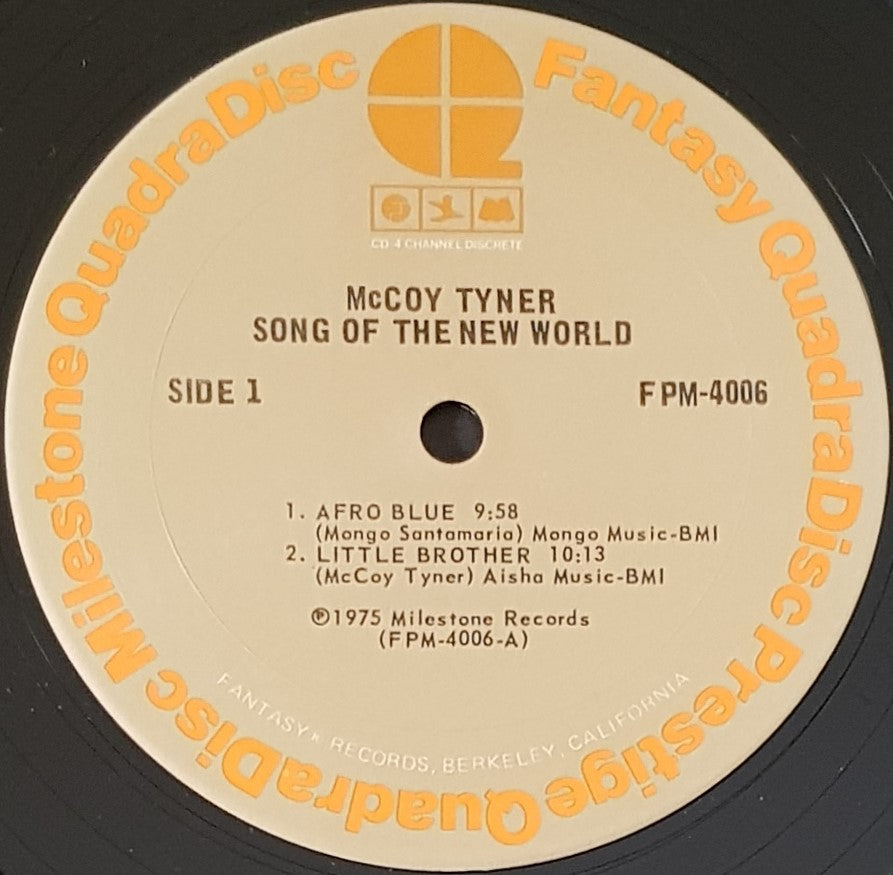 Fantasy QuadraDisc Prestige QuadraDisc Milestone QuadraDisc
CD-4 CHANNEL DISCRETE
McCOY TYNER
SONG OF THE NEW WORLD
SIDE 1
FPM-4006
1. AFRO BLUE 9:58
(Mongo Santamaria) Mongo Music-BMI
2. LITTLE BROTHER 10:13
(McCoy Tyner) Aisha Music-BMI
℗1975 Milestone Records
(FPM-4006-A)
FANTASY* RECORDS, BERKELEY, CALIFORNIA